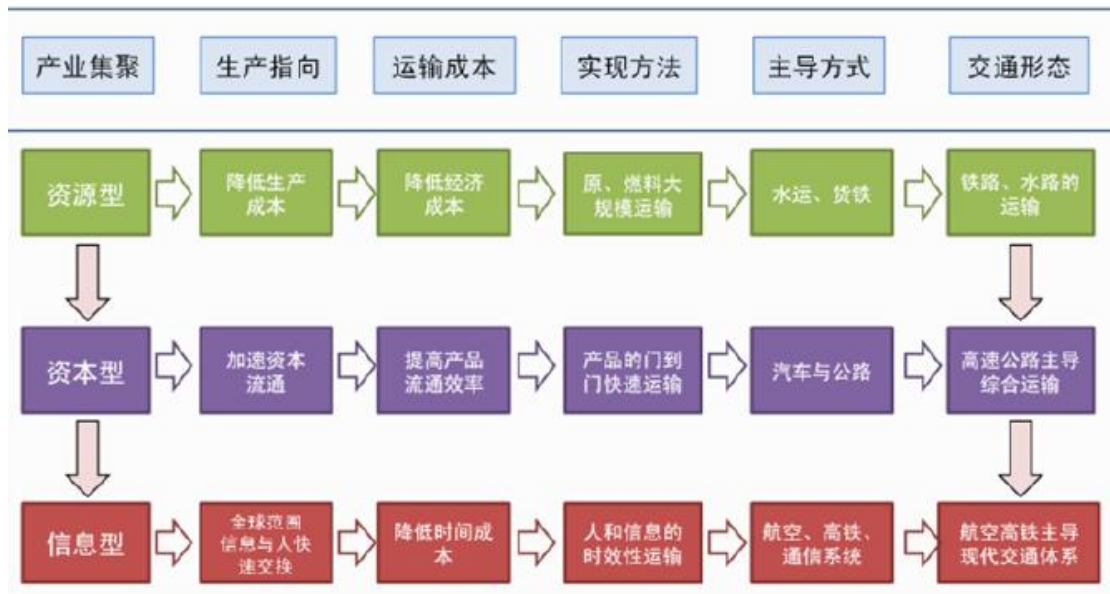 产业集聚
生产指向
运输成本
实现方法
主导方式
交通形态
资源型
降低生产
成本
降低经济
成本
原、燃料大
规模运输
水运、货铁
铁路、水路的
运输
资本型
加速资本
流通
提高产品
流通效率
产品的门到
门快速运输
汽车与公路
高速公路主导
综合运输
信息型
全球范围
信息与人快
速交换
降低时间成
本
人和信息的
时效性运输
航空、高铁、
通信系统
航空高铁主导
现代交通体系